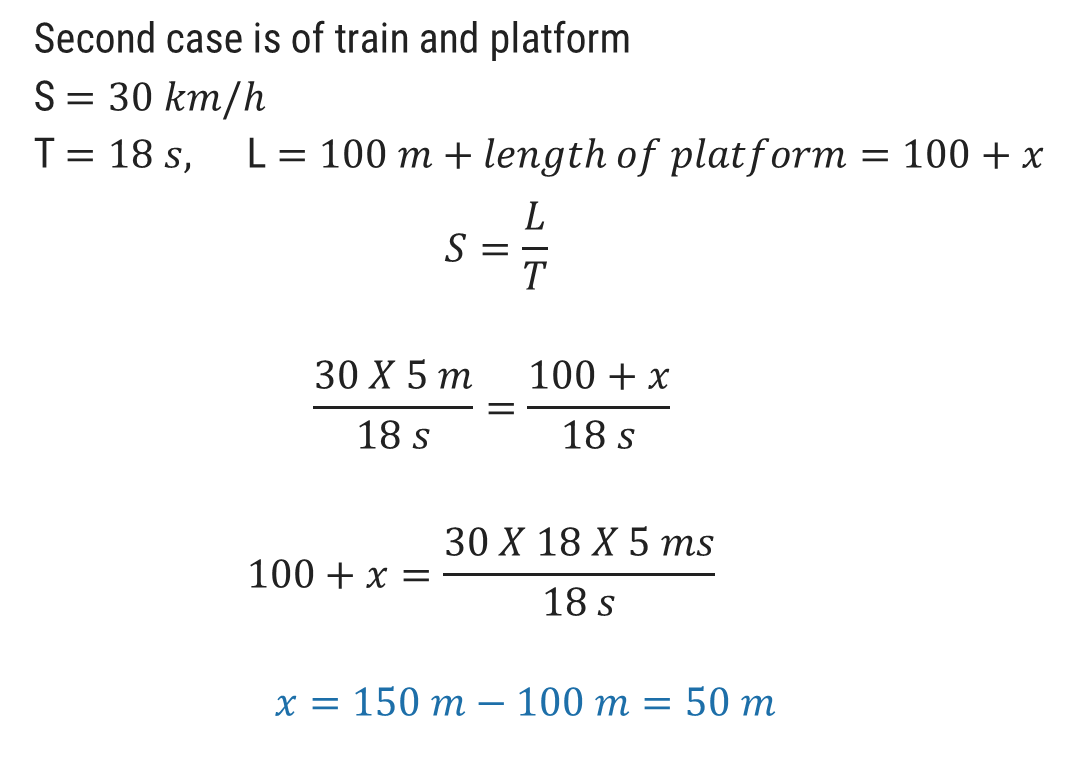 Second case is of train and platform
S = 30 km/h
T = 18 s, L = 100 m + length of platform = 100 + x
S = L/T
30 X 5 m / 18 s = 100 + x / 18 s
100 + x = 30 X 18 X 5 ms / 18 s
x = 150 m − 100 m = 50 m